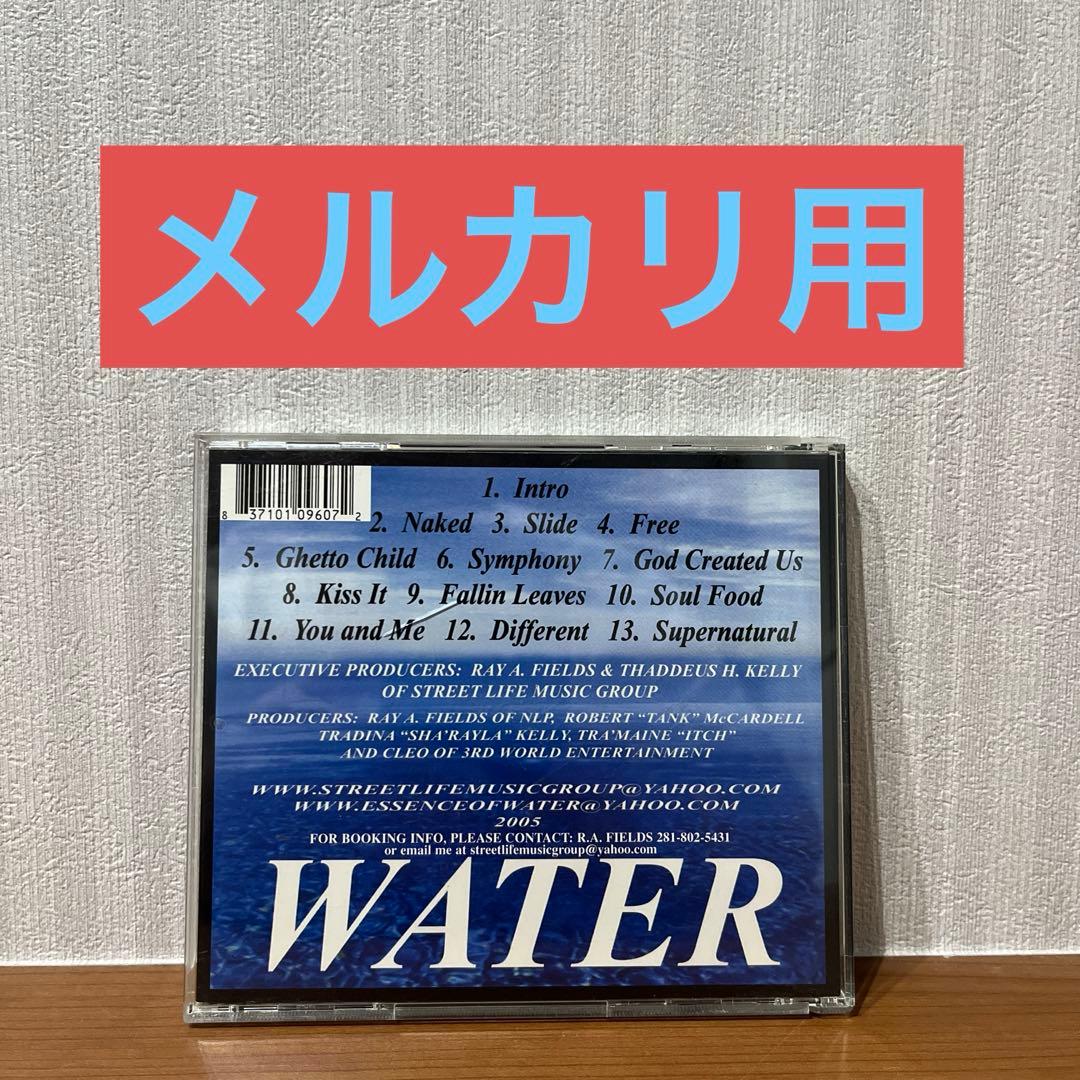 メルカリ用
8 37101 09607 2
1. Intro
2. Naked 3. Slide 4. Free
5. Ghetto Child 6. Symphony 7. God Created Us
8. Kiss It 9. Fallin Leaves 10. Soul Food
11. You and Me 12. Different 13. Supernatural
EXECUTIVE PRODUCERS: RAY A. FIELDS & THADDEUS H. KELLY
OF STREET LIFE MUSIC GROUP
PRODUCERS: RAY A. FIELDS OF NLP, ROBERT “TANK” McCARDELL
TRADINA “SHA'RAYLA” KELLY, TRA'MAINE “ITCH”
AND CLEO OF 3RD WORLD ENTERTAINMENT
WWW.STREETLIFEMUSICGROUP@YAHOO.COM
WWW.ESSENCEOFWATER@YAHOO.COM
2005
FOR BOOKING INFO, PLEASE CONTACT: R.A. FIELDS 281-802-5431
or email me at streetlifemusicgroup@yahoo.com
WATER